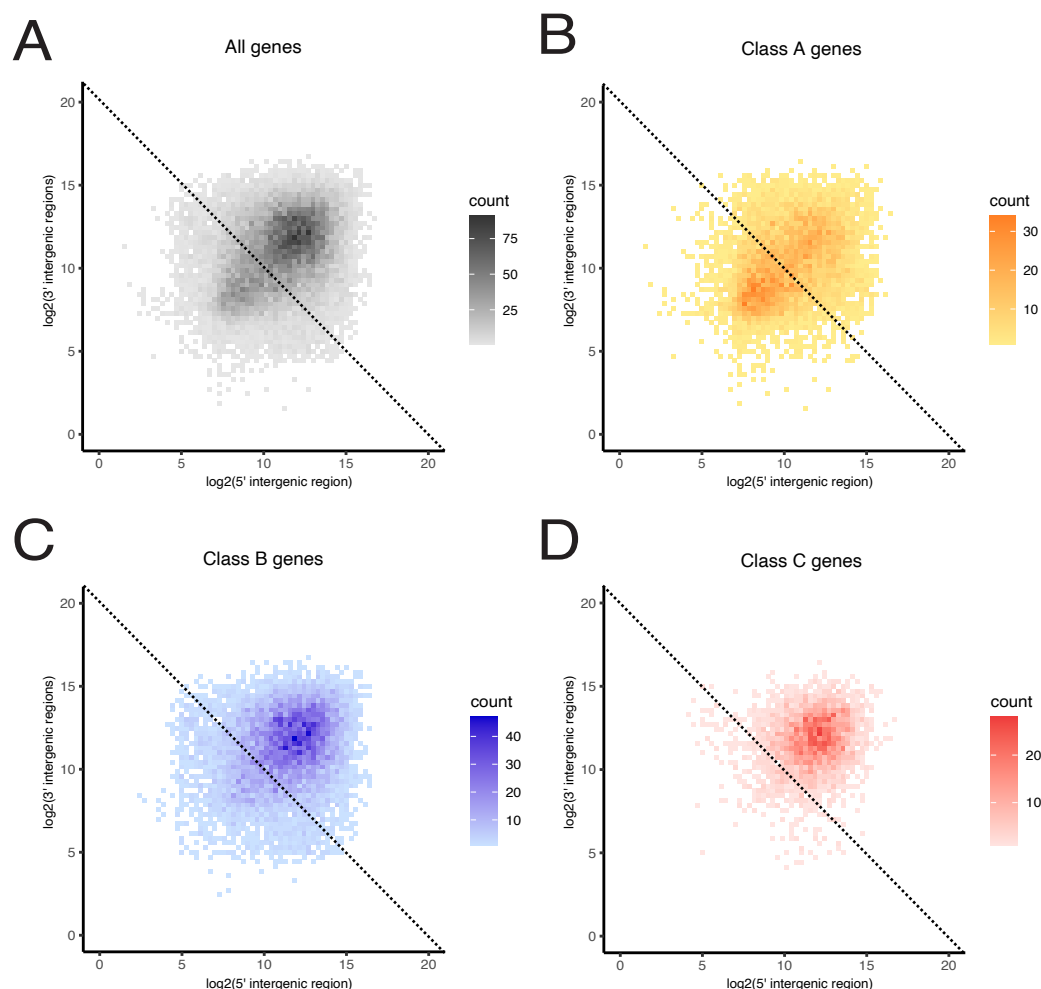 A
All genes
log2(3' intergenic regions)
20
15
10
5
0
0 5 10 15 20
log2(5' intergenic region)
count
75
50
25
B
Class A genes
log2(3' intergenic regions)
20
15
10
5
0
0 5 10 15 20
log2(5' intergenic region)
count
30
20
10
C
Class B genes
log2(3' intergenic regions)
20
15
10
5
0
0 5 10 15 20
log2(5' intergenic region)
count
40
30
20
10
D
Class C genes
log2(3' intergenic regions)
20
15
10
5
0
0 5 10 15 20
log2(5' intergenic region)
count
20
10